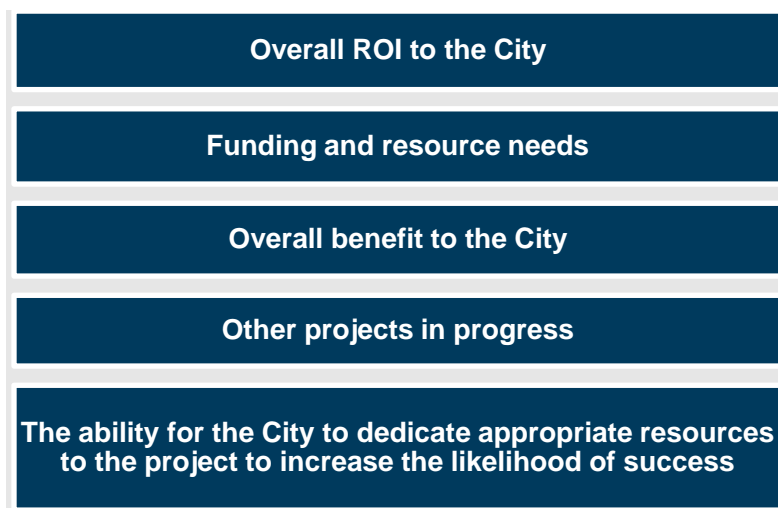 Overall ROI to the City
Funding and resource needs
Overall benefit to the City
Other projects in progress
The ability for the City to dedicate appropriate resources
to the project to increase the likelihood of success